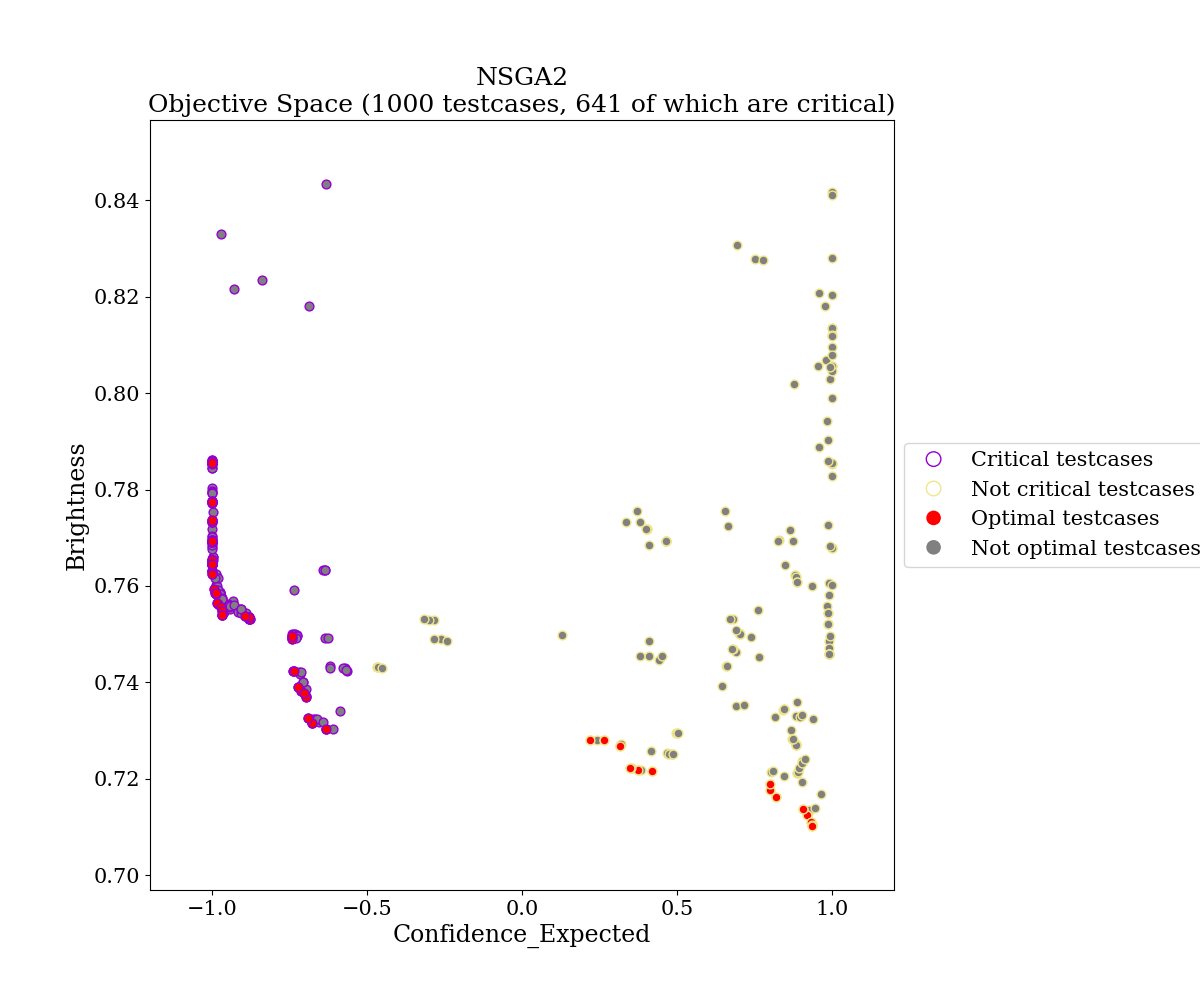 NSGA2
Objective Space (1000 testcases, 641 of which are critical)
0.84
0.82
0.80
0.78
0.76
0.74
0.72
0.70
Brightness
−1.0 −0.5 0.0 0.5 1.0
Confidence_Expected
Critical testcases
Not critical testcases
Optimal testcases
Not optimal testcases